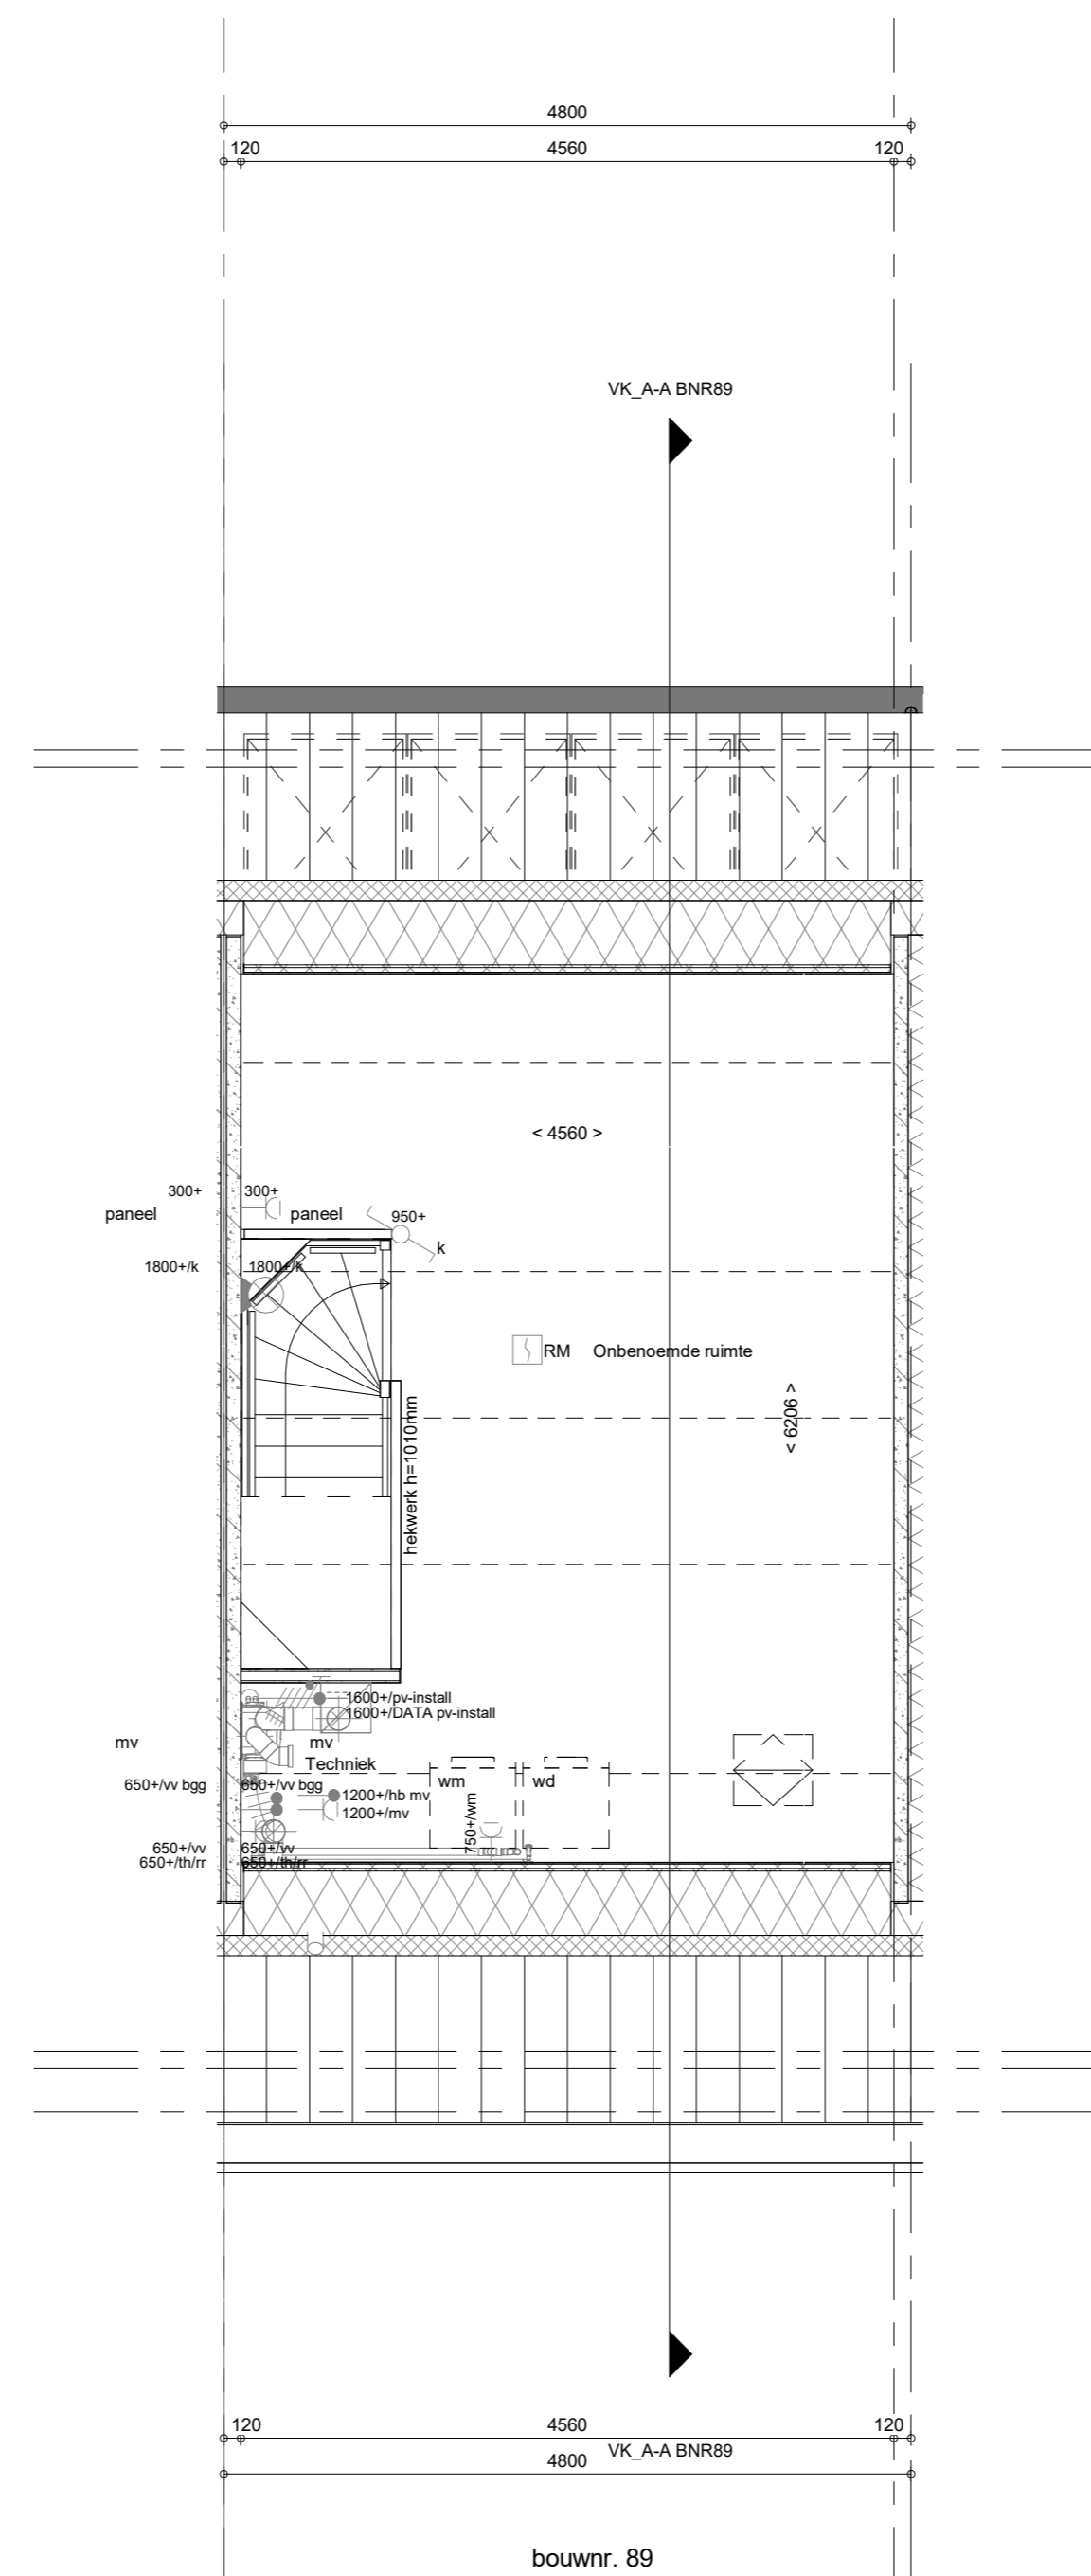 4800
120 4560 120
VK_A-A BNR89
< 4560 >
300+ 300+
paneel paneel 950+
k
1800+/k 1800+/k
RM Onbenoemde ruimte
< 6206 >
hekwerk h=1010mm
1600+/pv-install
1600+/DATA pv-install
mv mv
Techniek
650+/vv bgg 650+/vv bgg
wm wd
1200+/hb mv
1200+/mv
750+/wm
650+/vv 650+/vv
650+/th/rr 650+/th/rr
120 4560 120
VK_A-A BNR89
4800
bouwnr. 89